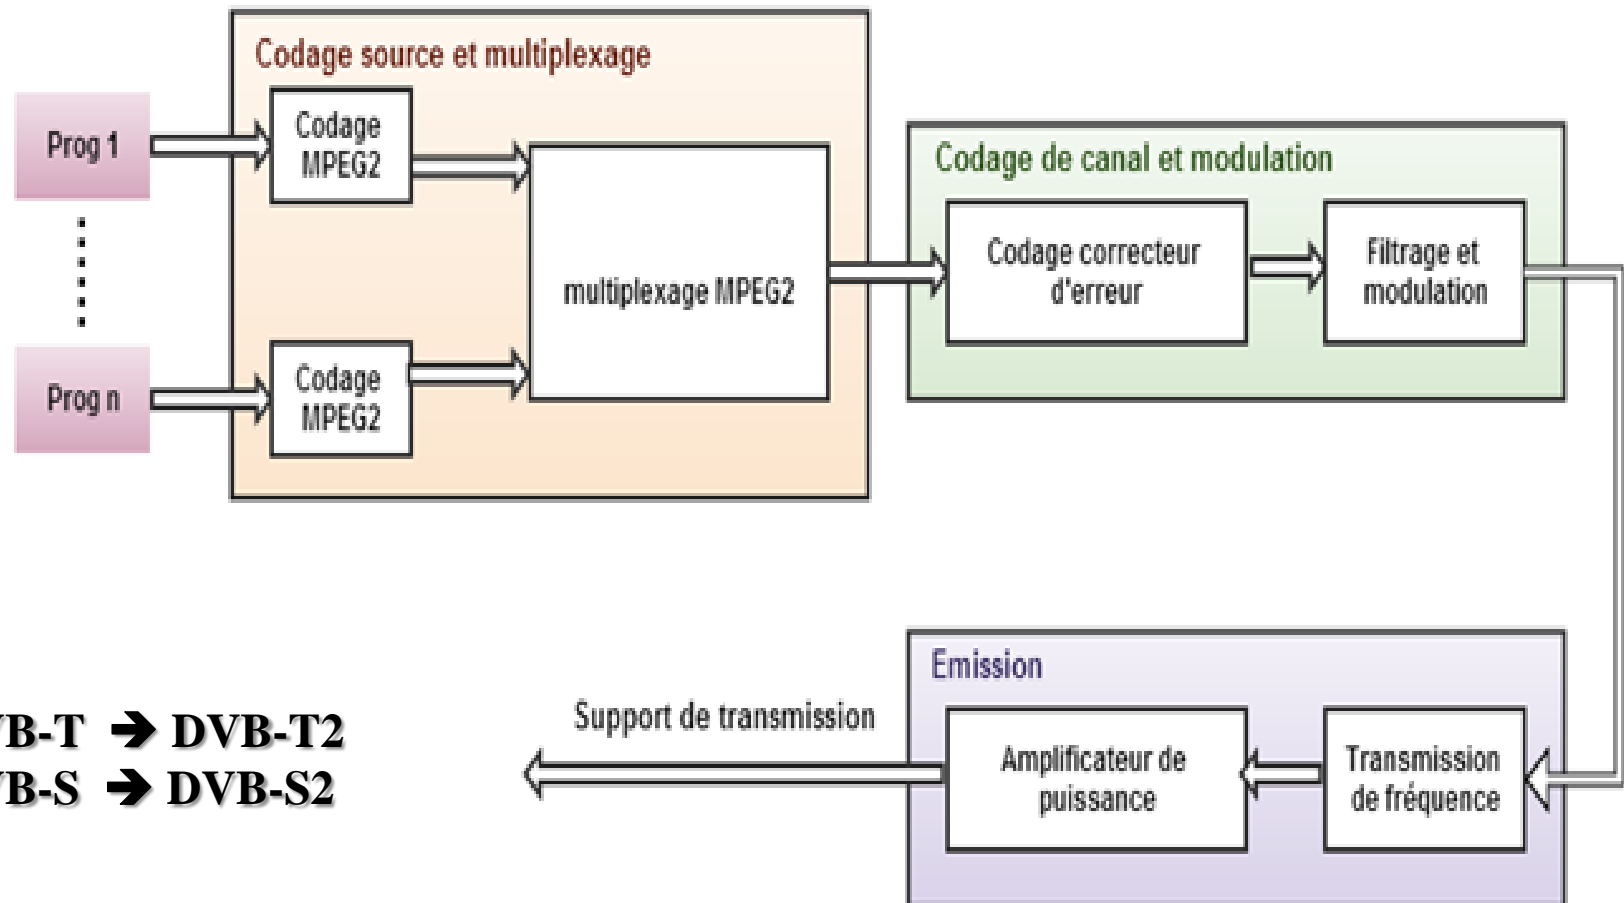 Codage source et multiplexage
Prog 1
Codage
MPEG2
multiplexage MPEG2
Prog n
Codage
MPEG2
Codage de canal et modulation
Codage correcteur
d'erreur
Filtrage et
modulation
Emission
Transmission
de fréquence
Amplificateur de
puissance
Support de transmission
VB-T ➔ DVB-T2
VB-S ➔ DVB-S2